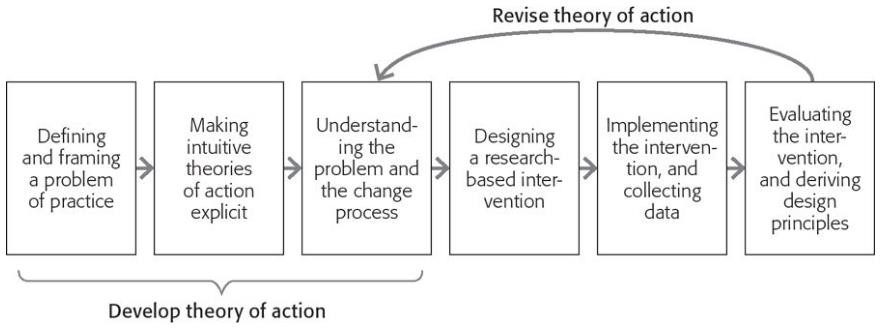 Revise theory of action
Defining
and framing
a problem
of practice
Making
intuitive
theories
of action
explicit
Understand-
ing the
problem and
the change
process
Designing
a research-
based inter-
vention
Implementing
the interven-
tion, and
collecting
data
Evaluating
the inter-
vention,
and deriving
design
principles
Develop theory of action